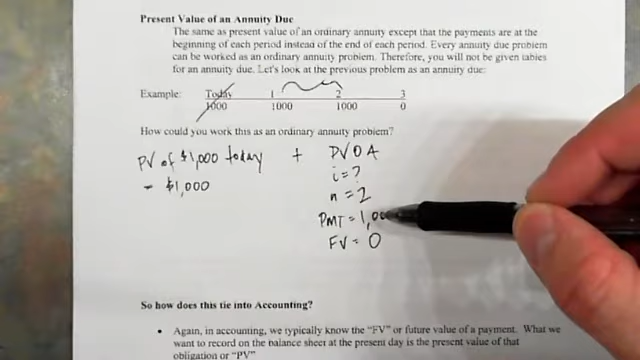 Present Value of an Annuity Due
The same as present value of an ordinary annuity except that the payments are at the
beginning of each period instead of the end of each period. Every annuity due problem
can be worked as an ordinary annuity problem. Therefore, you will not be given tables
for an annuity due. Let's look at the previous problem as an annuity due:
Example: Today 1 2 3
1000 1000 1000 0
How could you work this as an ordinary annuity problem?
PV of $1,000 today + PVOA
= $1,000 i = ?
n = 2
PMT = 1,00
FV = 0
So how does this tie into Accounting?
• Again, in accounting, we typically know the "FV" or future value of a payment. What we
want to record on the balance sheet at the present day is the present value of that
obligation or "PV"